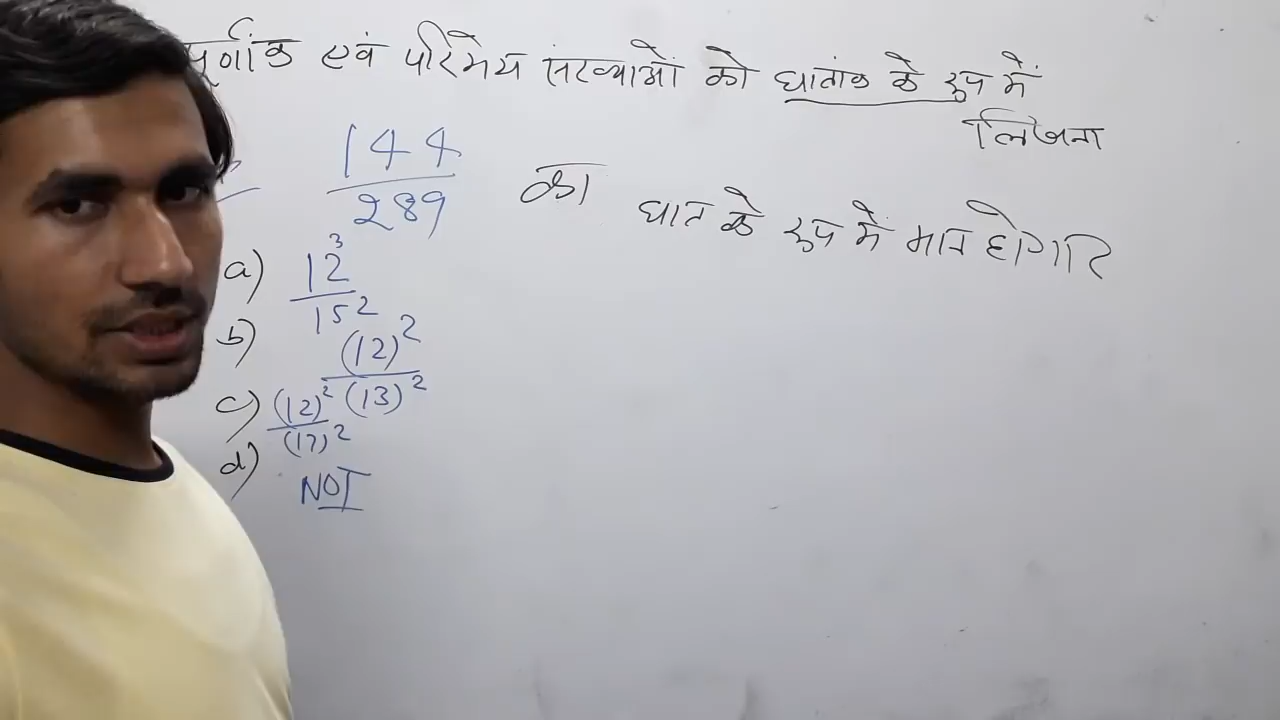 पूर्णांक एवं परिमेय संख्याओं को घातांक के रूप में
लिखना
144/289 का घात के रूप में मान होगा?
a) 12³/15²
b) (12)²/(13)²
c) (12)²/(17)²
d) NOT